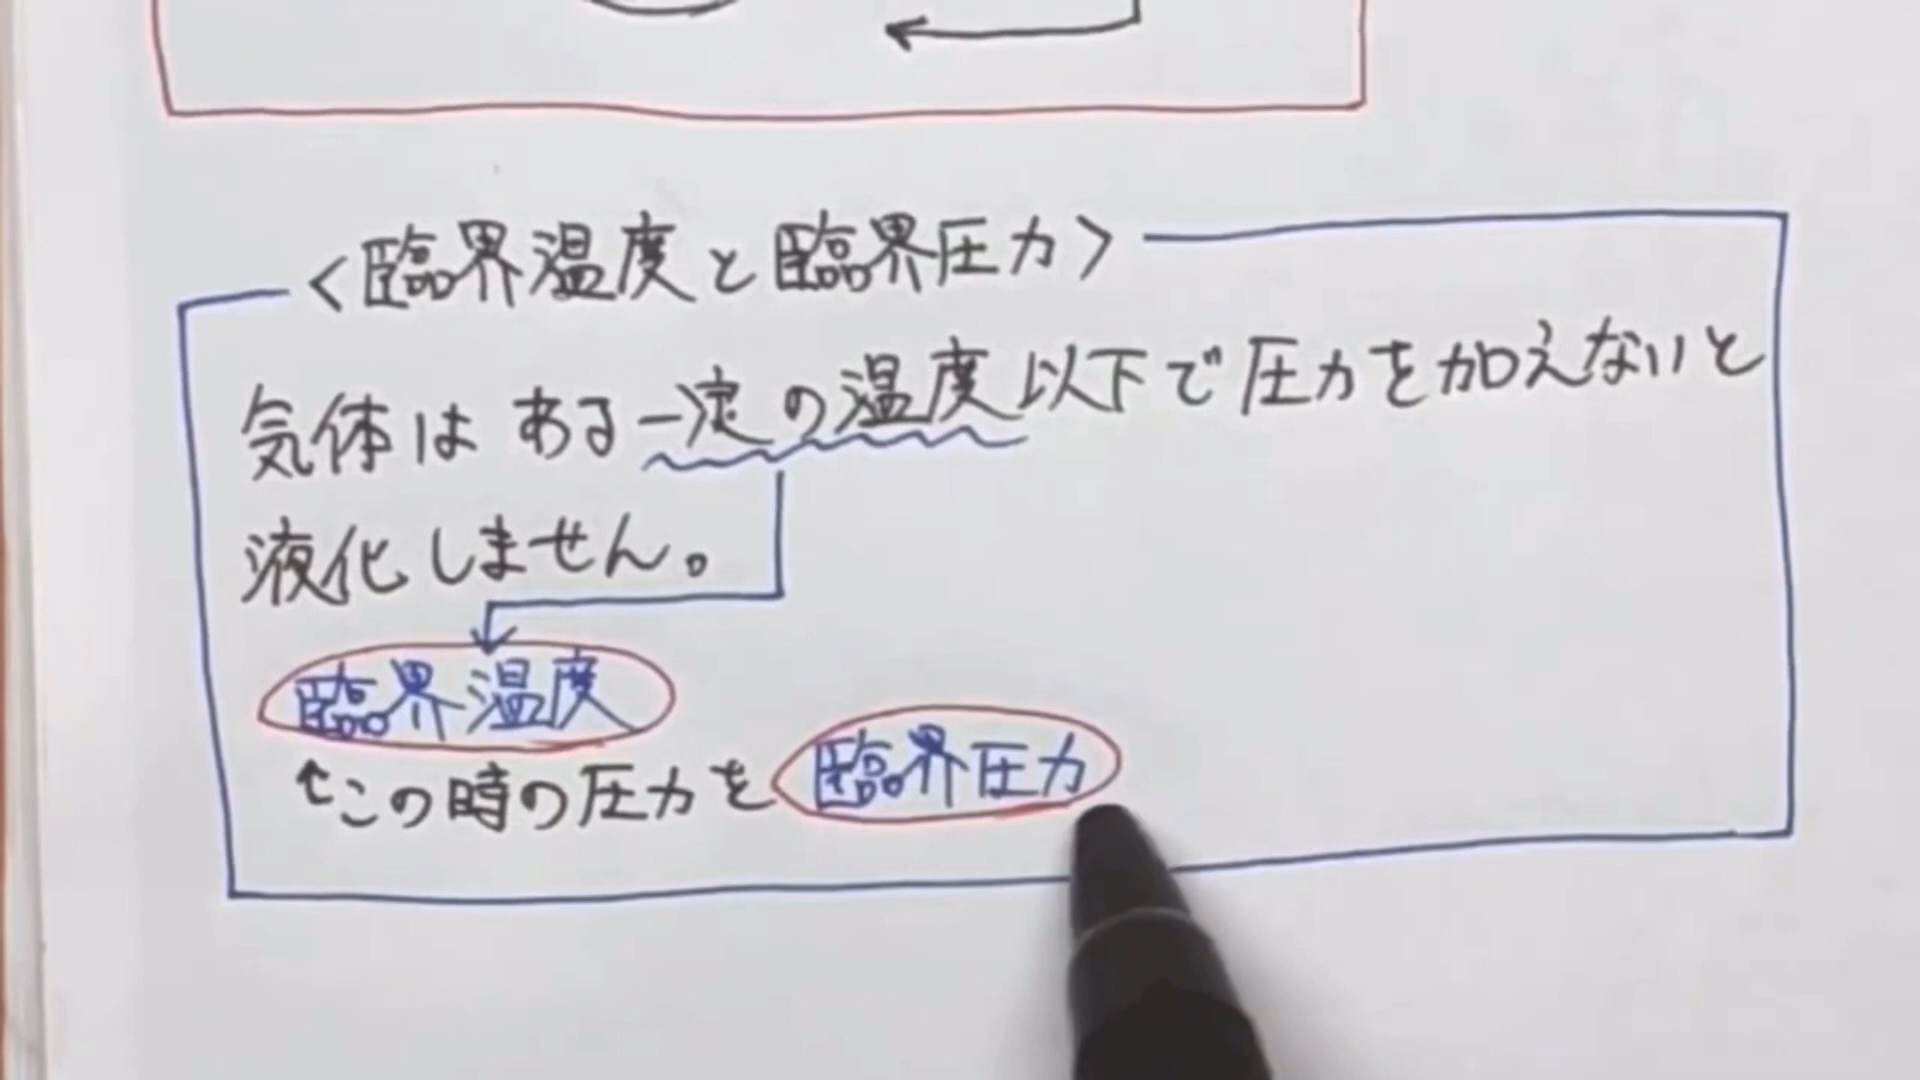 <臨界温度と臨界圧力>
気体はある一定の温度以下で圧力を加えないと
液化しません。
臨界温度
↑この時の圧力を臨界圧力